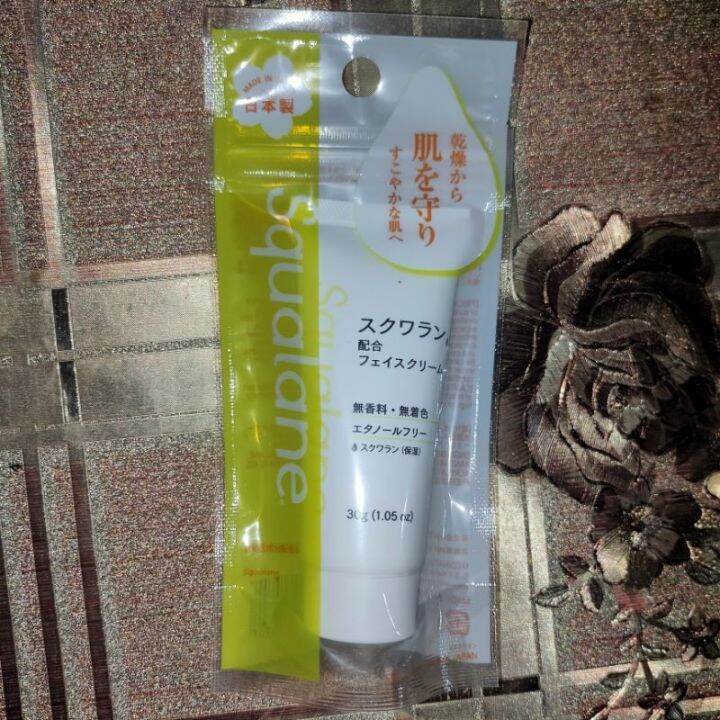 MADE IN
日本製
乾燥から
肌を守り
すこやかな肌へ
Squalane
Squalane
スクワラン
配合
フェイスクリーム
無香料・無着色
エタノールフリー
スクワラン(保湿)
30g (1.05 oz)
Squalane